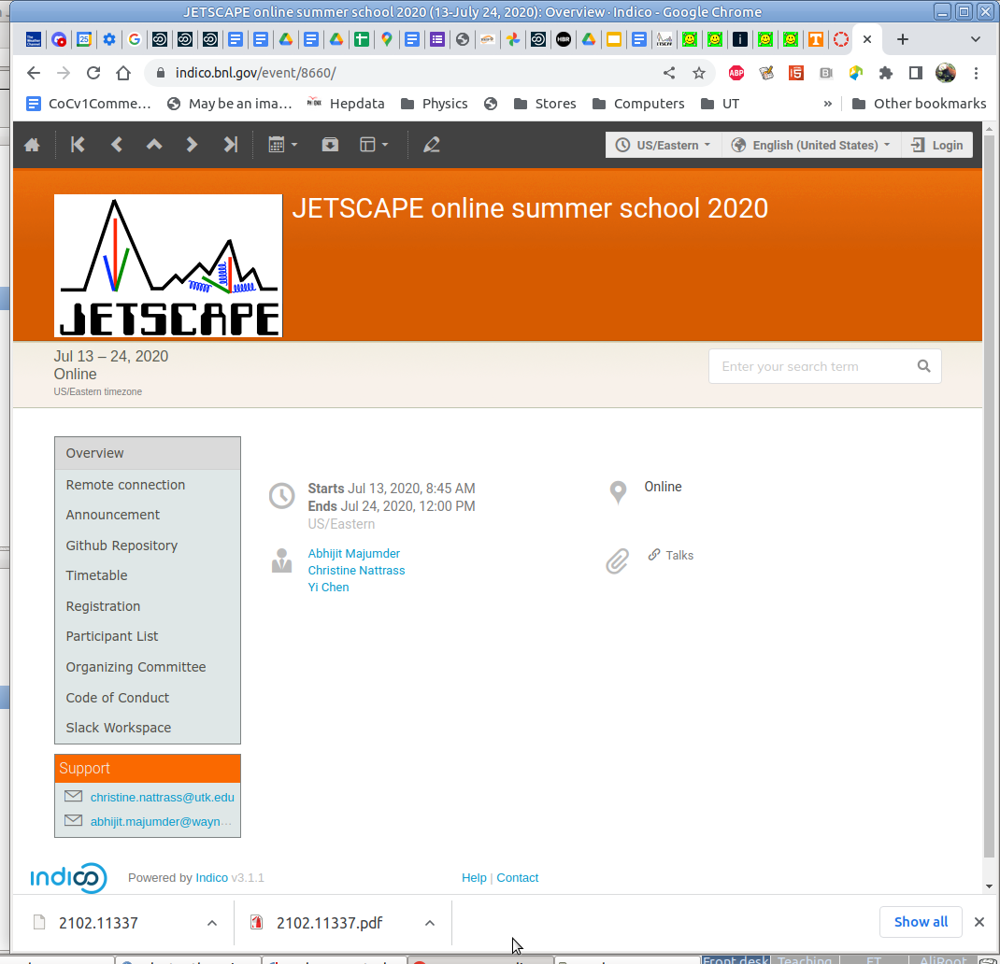 JETSCAPE online summer school 2020 (13-July 24, 2020): Overview · Indico - Google Chrome
indico.bnl.gov/event/8660/
CoCv1Comme…
May be an ima…
Hepdata
Physics
Stores
Computers
UT
»
Other bookmarks
US/Eastern
English (United States)
Login
JETSCAPE
JETSCAPE online summer school 2020
Jul 13 – 24, 2020
Online
US/Eastern timezone
Enter your search term
Overview
Remote connection
Announcement
Github Repository
Timetable
Registration
Participant List
Organizing Committee
Code of Conduct
Slack Workspace
Starts Jul 13, 2020, 8:45 AM
Ends Jul 24, 2020, 12:00 PM
US/Eastern
Online
Abhijit Majumder
Christine Nattrass
Yi Chen
Talks
Support
christine.nattrass@utk.edu
abhijit.majumder@wayn…
indico
Powered by Indico v3.1.1
Help | Contact
2102.11337
2102.11337.pdf
Show all
Front desk
Teaching
AliRoot